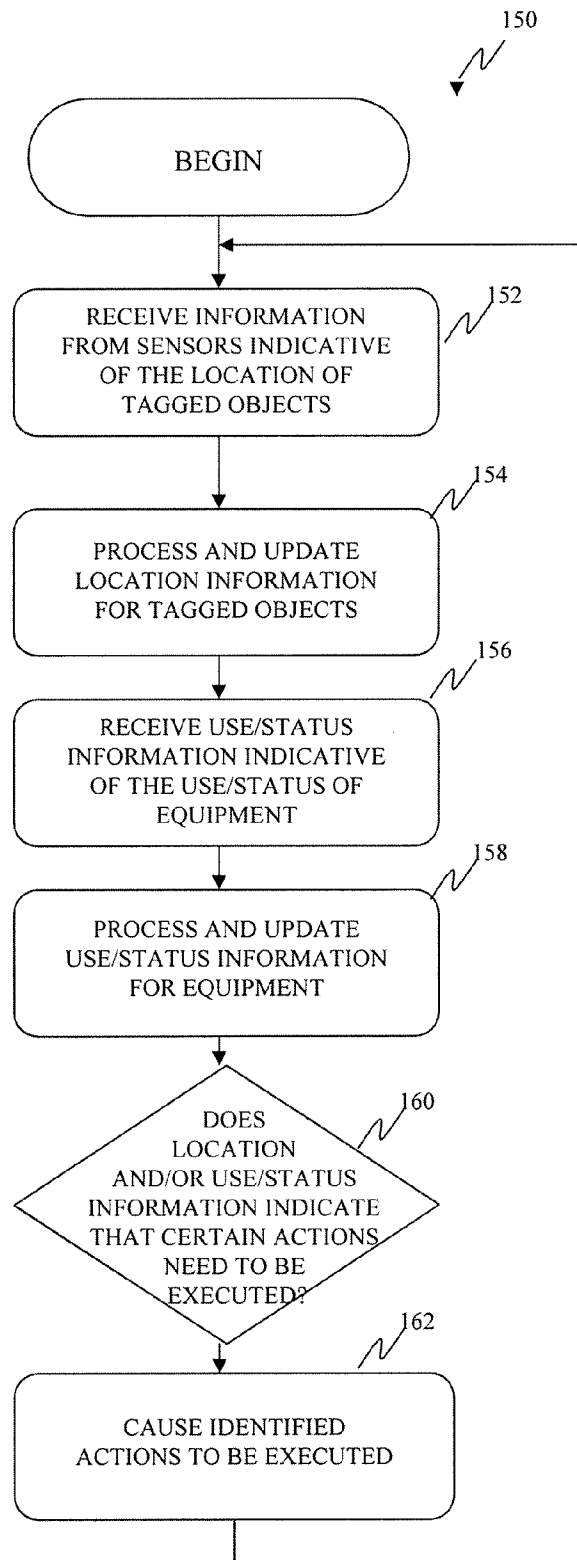 150
BEGIN
152
RECEIVE INFORMATION
FROM SENSORS INDICATIVE
OF THE LOCATION OF
TAGGED OBJECTS
154
PROCESS AND UPDATE
LOCATION INFORMATION
FOR TAGGED OBJECTS
156
RECEIVE USE/STATUS
INFORMATION INDICATIVE
OF THE USE/STATUS OF
EQUIPMENT
158
PROCESS AND UPDATE
USE/STATUS INFORMATION
FOR EQUIPMENT
160
DOES
LOCATION
AND/OR USE/STATUS
INFORMATION INDICATE
THAT CERTAIN ACTIONS
NEED TO BE
EXECUTED?
162
CAUSE IDENTIFIED
ACTIONS TO BE EXECUTED